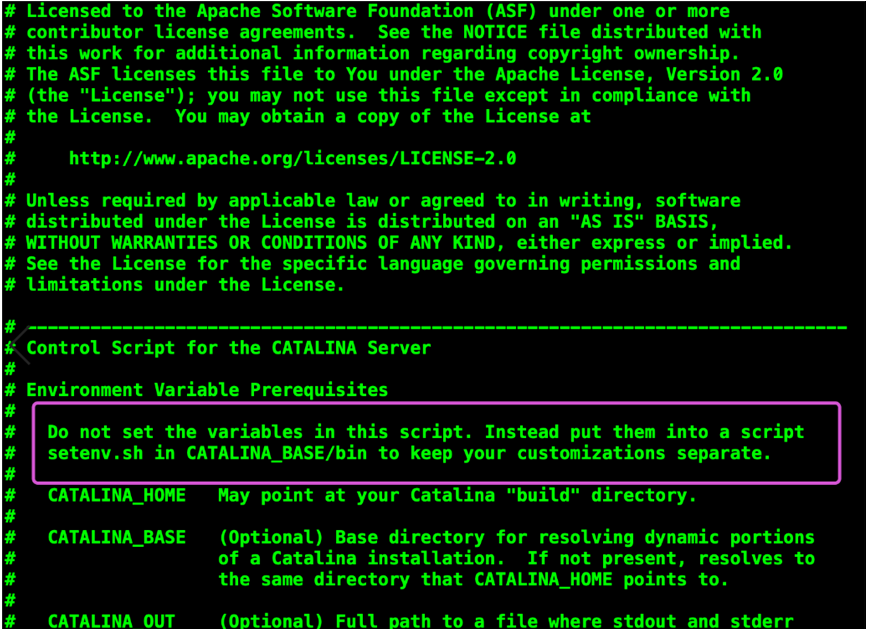 # Licensed to the Apache Software Foundation (ASF) under one or more
# contributor license agreements.  See the NOTICE file distributed with
# this work for additional information regarding copyright ownership.
# The ASF licenses this file to You under the Apache License, Version 2.0
# (the "License"); you may not use this file except in compliance with
# the License.  You may obtain a copy of the License at
#
#     http://www.apache.org/licenses/LICENSE-2.0
#
# Unless required by applicable law or agreed to in writing, software
# distributed under the License is distributed on an "AS IS" BASIS,
# WITHOUT WARRANTIES OR CONDITIONS OF ANY KIND, either express or implied.
# See the License for the specific language governing permissions and
# limitations under the License.

# -----------------------------------------------------------------------------
# Control Script for the CATALINA Server
#
# Environment Variable Prerequisites
#
#   Do not set the variables in this script. Instead put them into a script
#   setenv.sh in CATALINA_BASE/bin to keep your customizations separate.
#
#   CATALINA_HOME   May point at your Catalina "build" directory.
#
#   CATALINA_BASE   (Optional) Base directory for resolving dynamic portions
#                   of a Catalina installation.  If not present, resolves to
#                   the same directory that CATALINA_HOME points to.
#
#   CATALINA_OUT    (Optional) Full path to a file where stdout and stderr